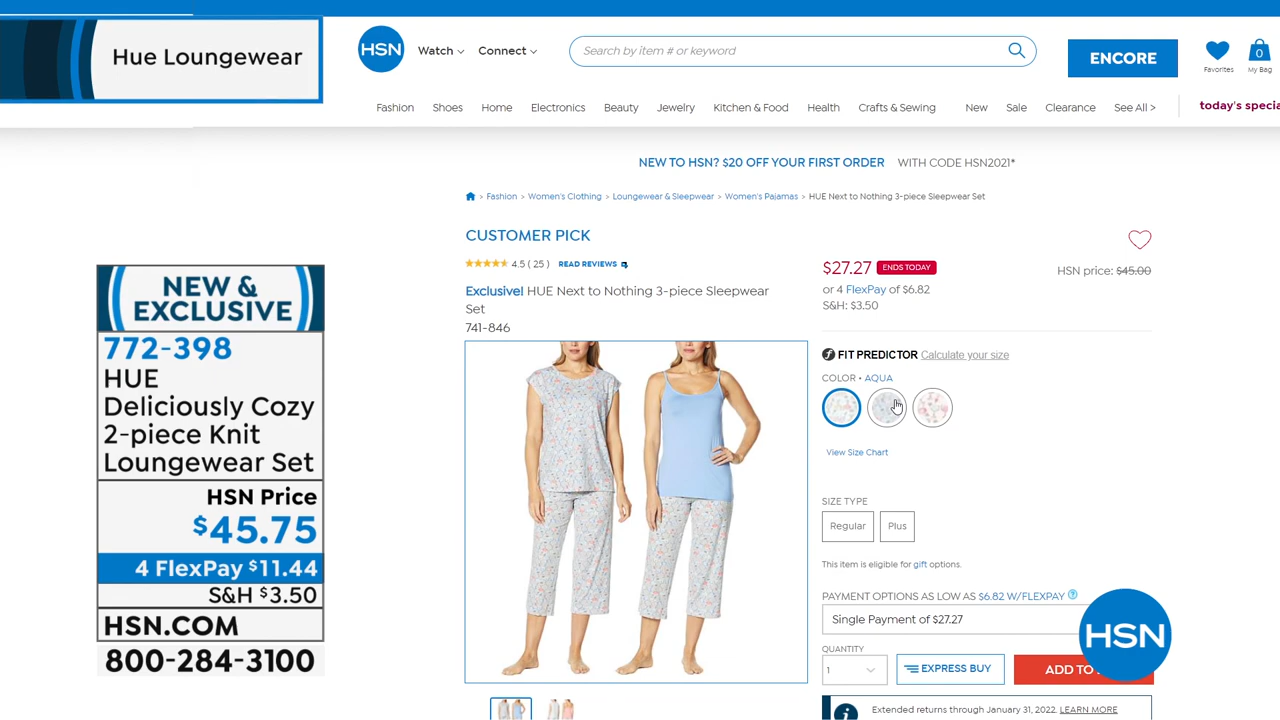 Hue Loungewear
HSN
Watch
Connect
Search by item # or keyword
ENCORE
Favorites
0
My Bag
Fashion
Shoes
Home
Electronics
Beauty
Jewelry
Kitchen & Food
Health
Crafts & Sewing
New
Sale
Clearance
See All >
today's specia
NEW TO HSN? $20 OFF YOUR FIRST ORDER WITH CODE HSN2021*
> Fashion > Women's Clothing > Loungewear & Sleepwear > Women's Pajamas > HUE Next to Nothing 3-piece Sleepwear Set
CUSTOMER PICK
4.5 ( 25 ) READ REVIEWS
Exclusive! HUE Next to Nothing 3-piece Sleepwear
Set
741-846
$27.27 ENDS TODAY
HSN price: $45.00
or 4 FlexPay of $6.82
S&H: $3.50
FIT PREDICTOR Calculate your size
COLOR • AQUA
View Size Chart
SIZE TYPE
Regular
Plus
This item is eligible for gift options.
PAYMENT OPTIONS AS LOW AS $6.82 W/FLEXPAY ?
Single Payment of $27.27
QUANTITY
1
EXPRESS BUY
ADD TO
HSN
Extended returns through January 31, 2022. LEARN MORE
NEW &
EXCLUSIVE
772-398
HUE
Deliciously Cozy
2-piece Knit
Loungewear Set
HSN Price
$45.75
4 FlexPay $11.44
S&H $3.50
HSN.COM
800-284-3100